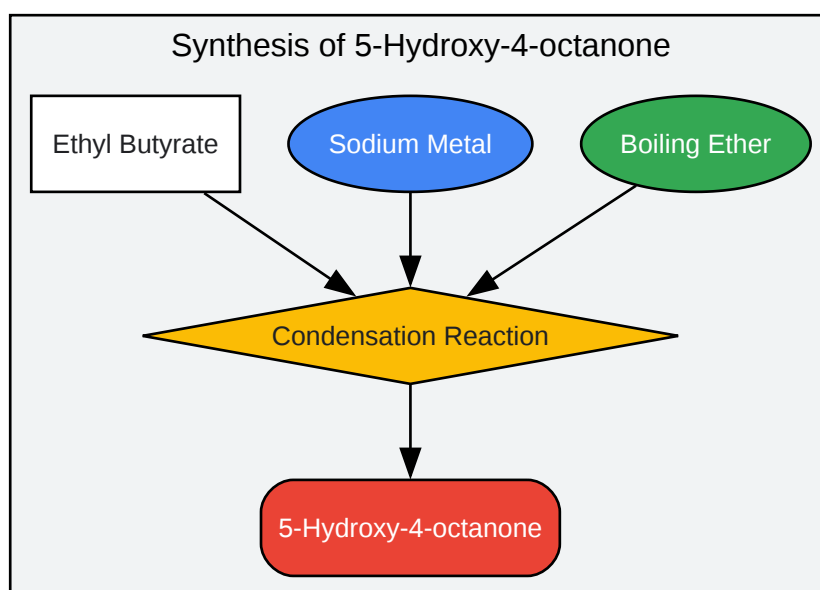 Synthesis of 5-Hydroxy-4-octanone
Ethyl Butyrate
Sodium Metal
Boiling Ether
Condensation Reaction
5-Hydroxy-4-octanone